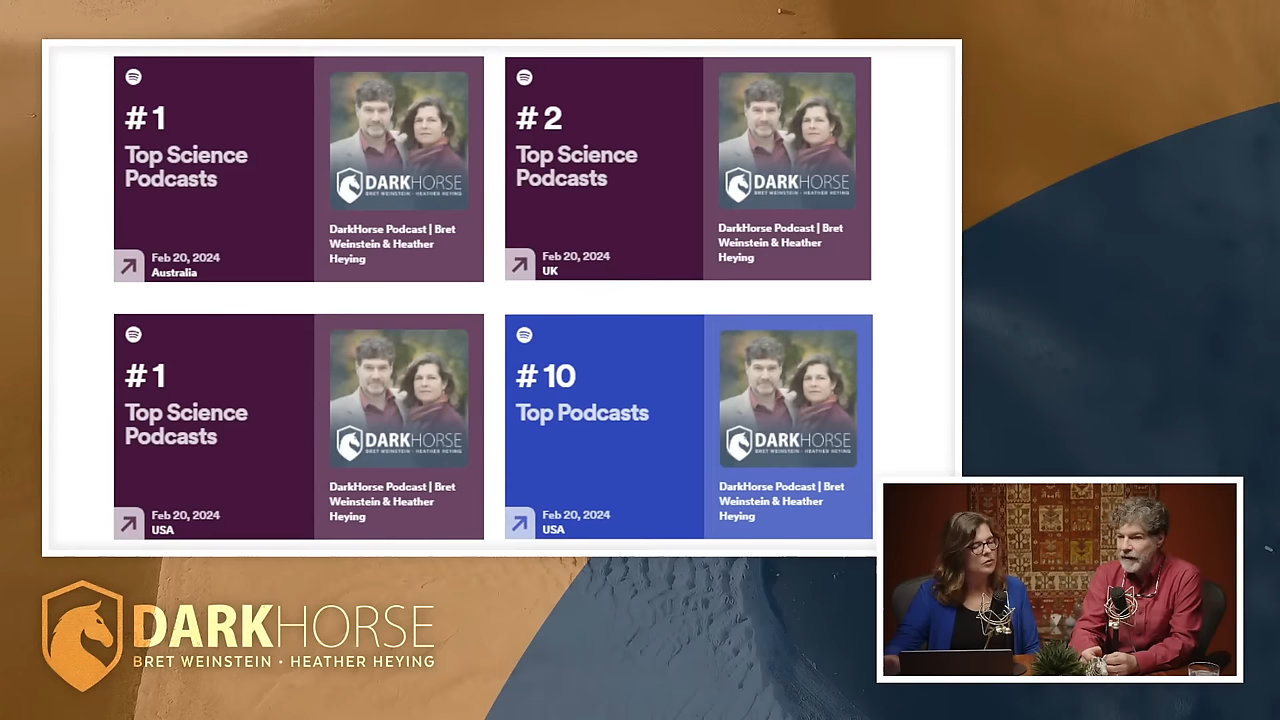 #1
Top Science
Podcasts
DARKHORSE
BRET WEINSTEIN · HEATHER HEYING
DarkHorse Podcast | Bret
Weinstein & Heather
Heying
Feb 20, 2024
Australia
#2
Top Science
Podcasts
DARKHORSE
BRET WEINSTEIN · HEATHER HEYING
DarkHorse Podcast | Bret
Weinstein & Heather
Heying
Feb 20, 2024
UK
#1
Top Science
Podcasts
DARKHORSE
BRET WEINSTEIN · HEATHER HEYING
DarkHorse Podcast | Bret
Weinstein & Heather
Heying
Feb 20, 2024
USA
#10
Top Podcasts
DARKHORSE
BRET WEINSTEIN · HEATHER HEYING
DarkHorse Podcast | Bret
Weinstein & Heather
Heying
Feb 20, 2024
USA
DARKHORSE
BRET WEINSTEIN · HEATHER HEYING